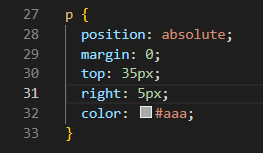 27 p {
28 position: absolute;
29 margin: 0;
30 top: 35px;
31 right: 5px;
32 color: #aaa;
33 }